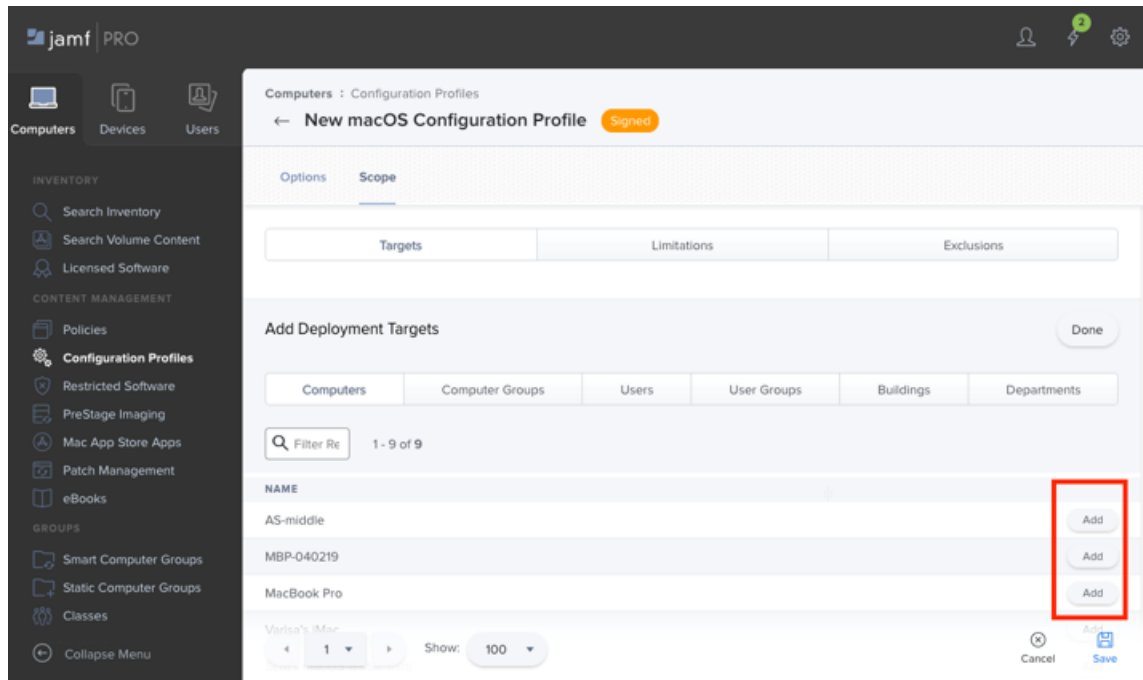 jamf PRO
2
Computers
Devices
Users
INVENTORY
Search Inventory
Search Volume Content
Licensed Software
CONTENT MANAGEMENT
Policies
Configuration Profiles
Restricted Software
PreStage Imaging
Mac App Store Apps
Patch Management
eBooks
GROUPS
Smart Computer Groups
Static Computer Groups
Classes
Collapse Menu
Computers : Configuration Profiles
← New macOS Configuration Profile Signed
Options Scope
Targets Limitations Exclusions
Add Deployment Targets Done
Computers Computer Groups Users User Groups Buildings Departments
Filter Re 1 - 9 of 9
NAME
AS-middle Add
MBP-040219 Add
MacBook Pro Add
Varisa's iMac Add
1 Show: 100
Cancel Save